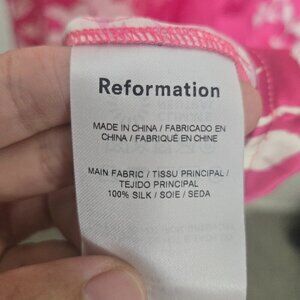 Reformation
MADE IN CHINA / FABRICADO EN
CHINA / FABRIQUÉ EN CHINE
MAIN FABRIC / TISSU PRINCIPAL /
TEJIDO PRINCIPAL
100% SILK / SOIE / SEDA